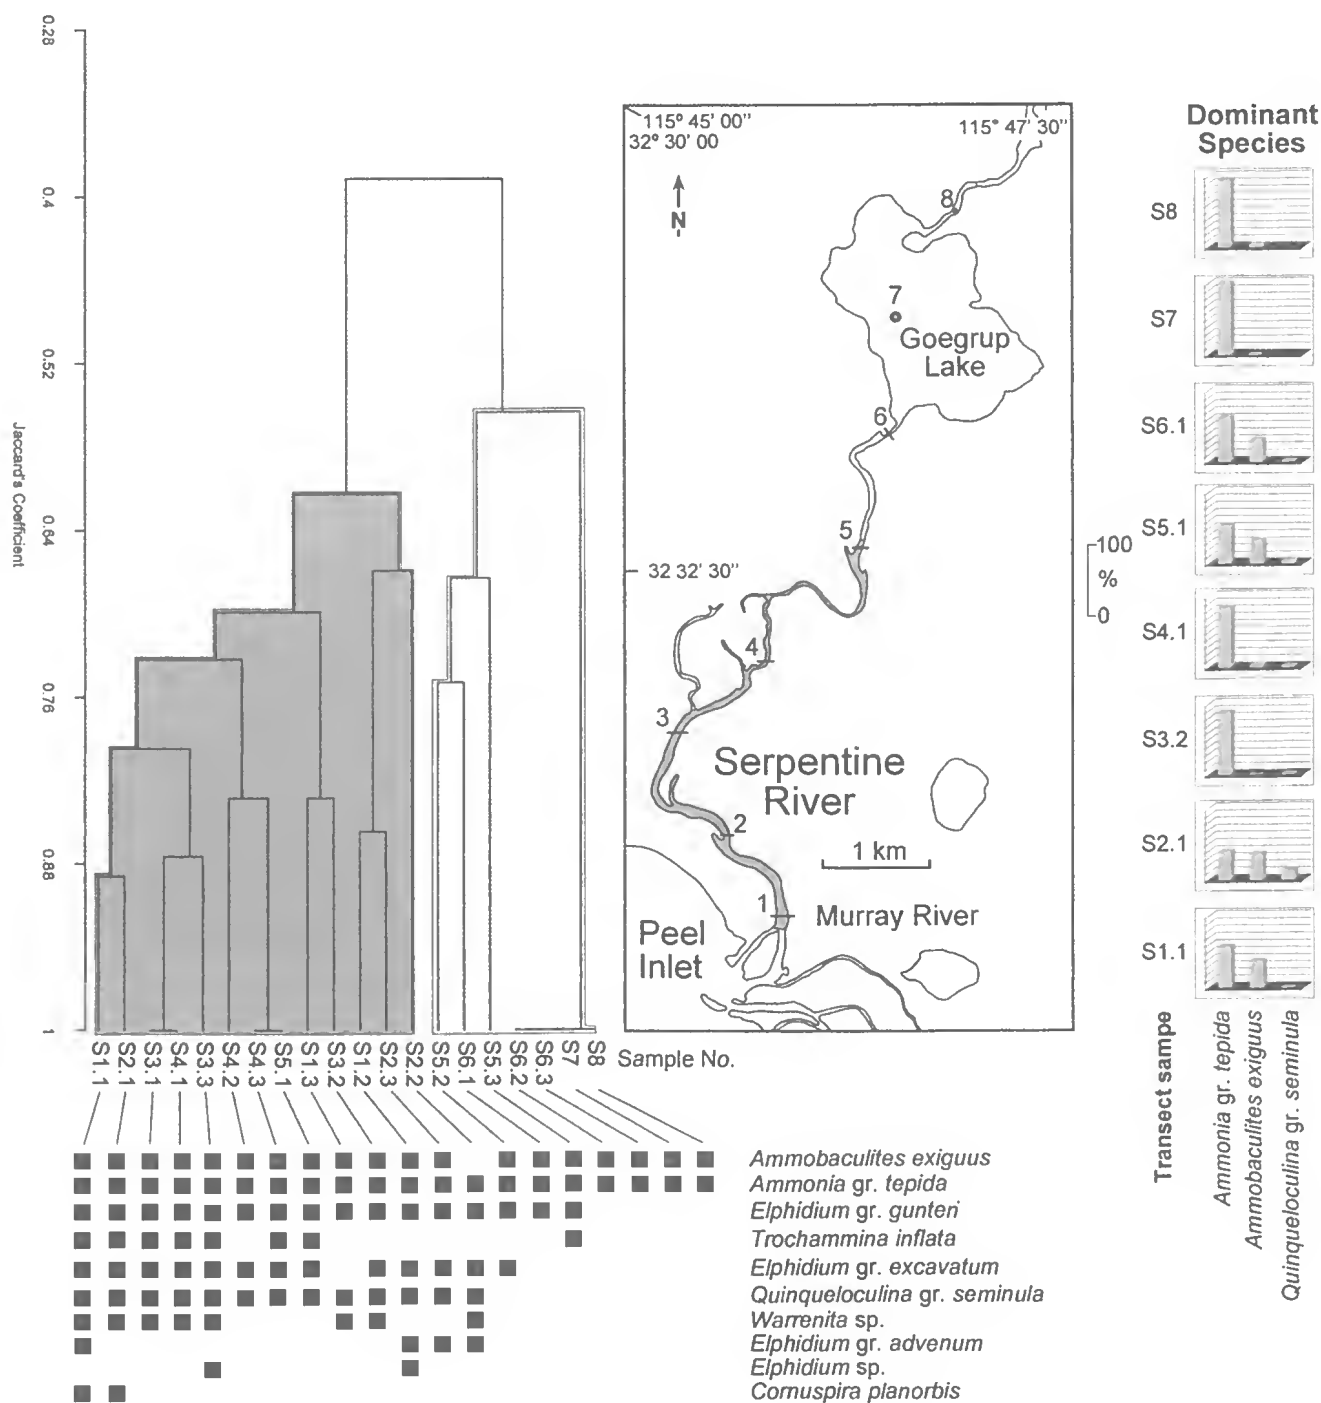 0.28
0.4
0.52
0.64
0.76
0.88
1
Jaccard's Coefficient
S1.1
S2.1
S3.1
S4.1
S3.3
S4.2
S4.3
S5.1
S1.3
S3.2
S1.2
S2.3
S2.2
S5.2
S6.1
S5.3
S6.2
S6.3
S7
S8
Sample No.
Ammobaculites exiguus
Ammonia gr. tepida
Elphidium gr. gunteri
Trochammina inflata
Elphidium gr. excavatum
Quinqueloculina gr. seminula
Warrenita sp.
Elphidium gr. advenum
Elphidium sp.
Cornuspira planorbis
115º 45' 00"
32º 30' 00
115° 47' 30"
N
8
7
Goegrup
Lake
6
5
32 32' 30"
4
3
Serpentine
River
2
1 km
1
Murray River
Peel
Inlet
100
%
0
Dominant
Species
S8
S7
S6.1
S5.1
S4.1
S3.2
S2.1
S1.1
Transect sampe
Ammonia gr. tepida
Ammobaculites exiguus
Quinqueloculina gr. seminula